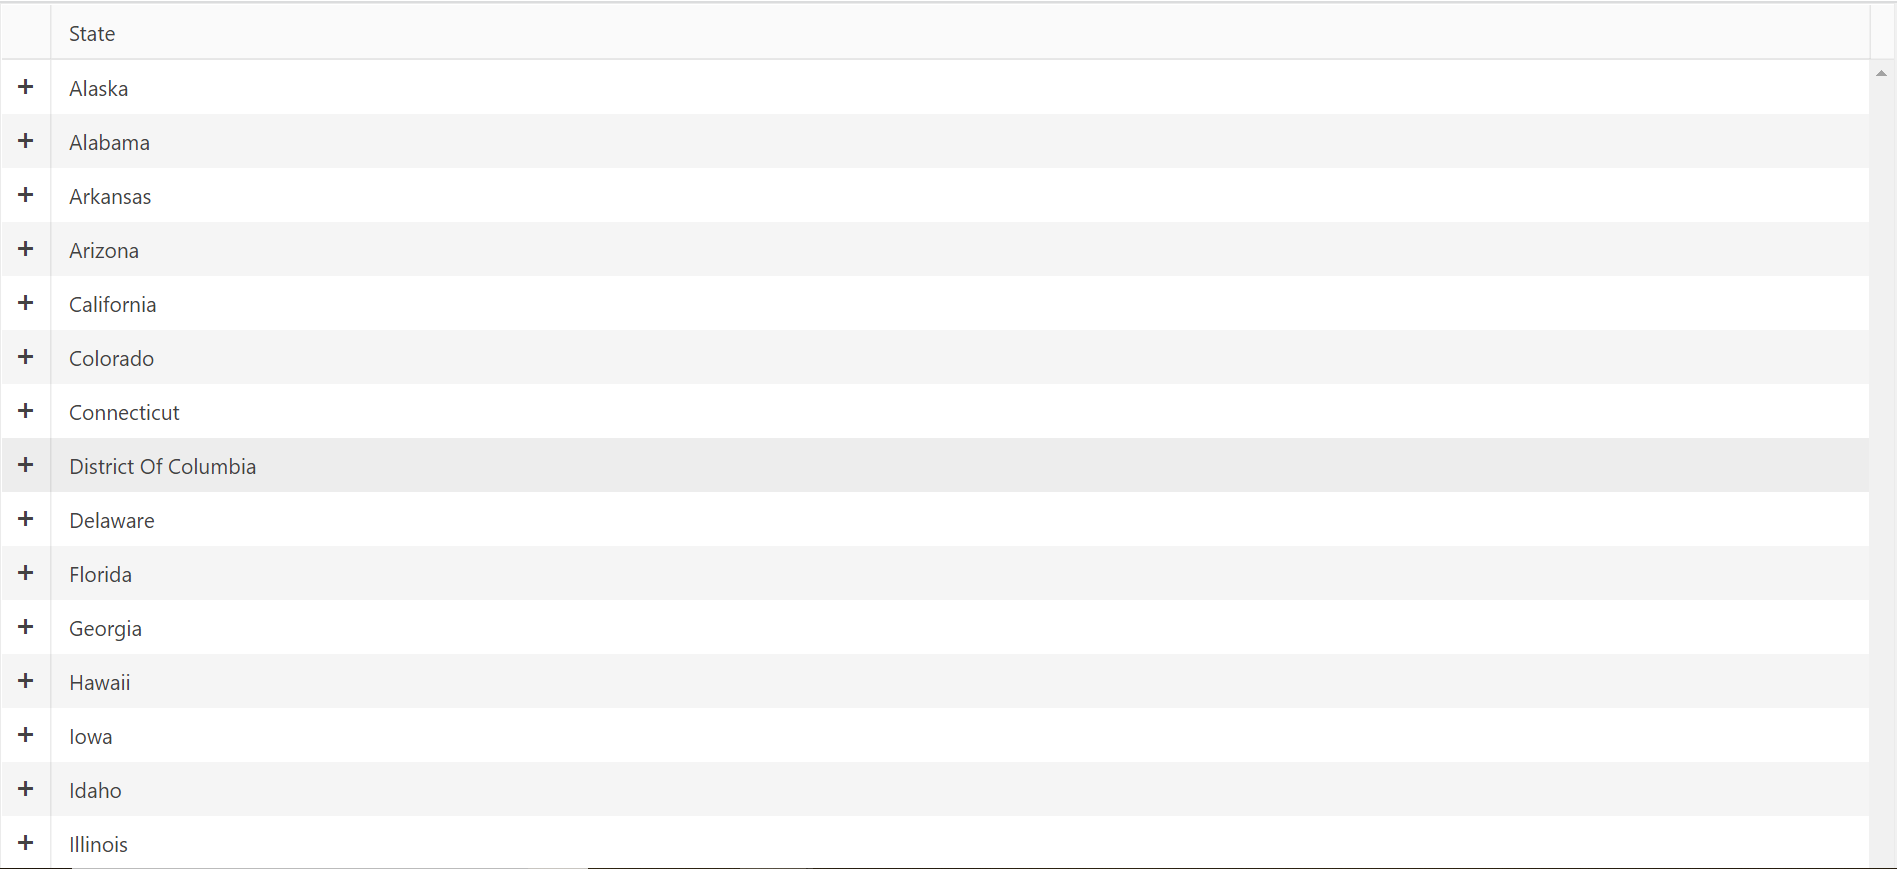 State
+ Alaska
+ Alabama
+ Arkansas
+ Arizona
+ California
+ Colorado
+ Connecticut
+ District Of Columbia
+ Delaware
+ Florida
+ Georgia
+ Hawaii
+ Iowa
+ Idaho
+ Illinois